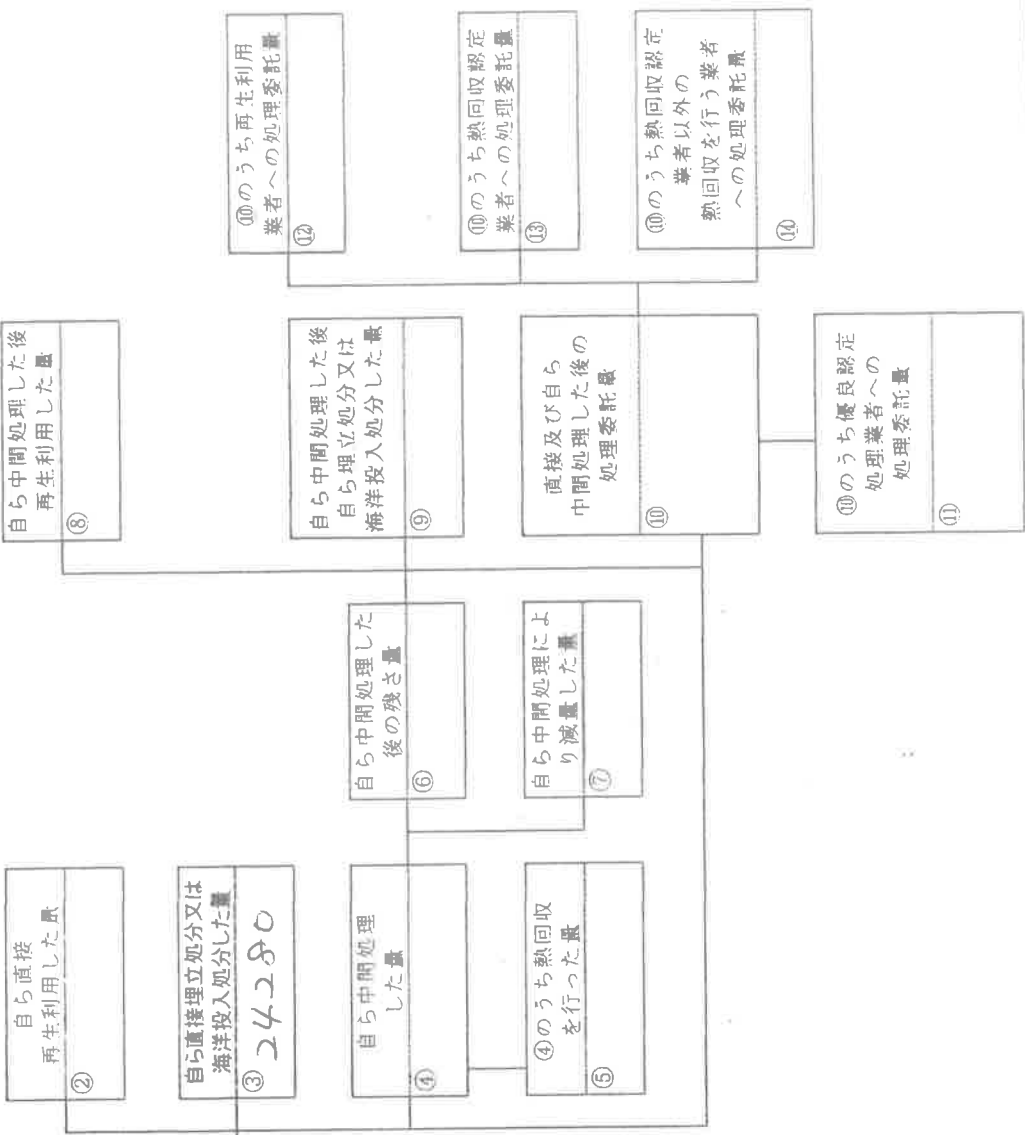 自ら直接
再生利用した量
②
自ら直接埋立処分又は
海洋投入処分した量
③ 24280
自ら中間処理
した量
④
④のうち熱回収
を行った量
⑤
自ら中間処理した
後の残さ量
⑥
自ら中間処理によ
り減量した量
⑦
自ら中間処理した後
再生利用した量
⑧
自ら中間処理した後
自ら埋立処分又は
海洋投入処分した量
⑨
直接及び自ら
中間処理した後の
処理委託量
⑩
⑩のうち優良認定
処理業者への
処理委託量
⑪
⑩のうち再生利用
業者への処理委託量
⑫
⑩のうち熱回収認定
業者への処理委託量
⑬
⑩のうち熱回収認定
業者以外の
熱回収を行う業者
への処理委託量
⑭